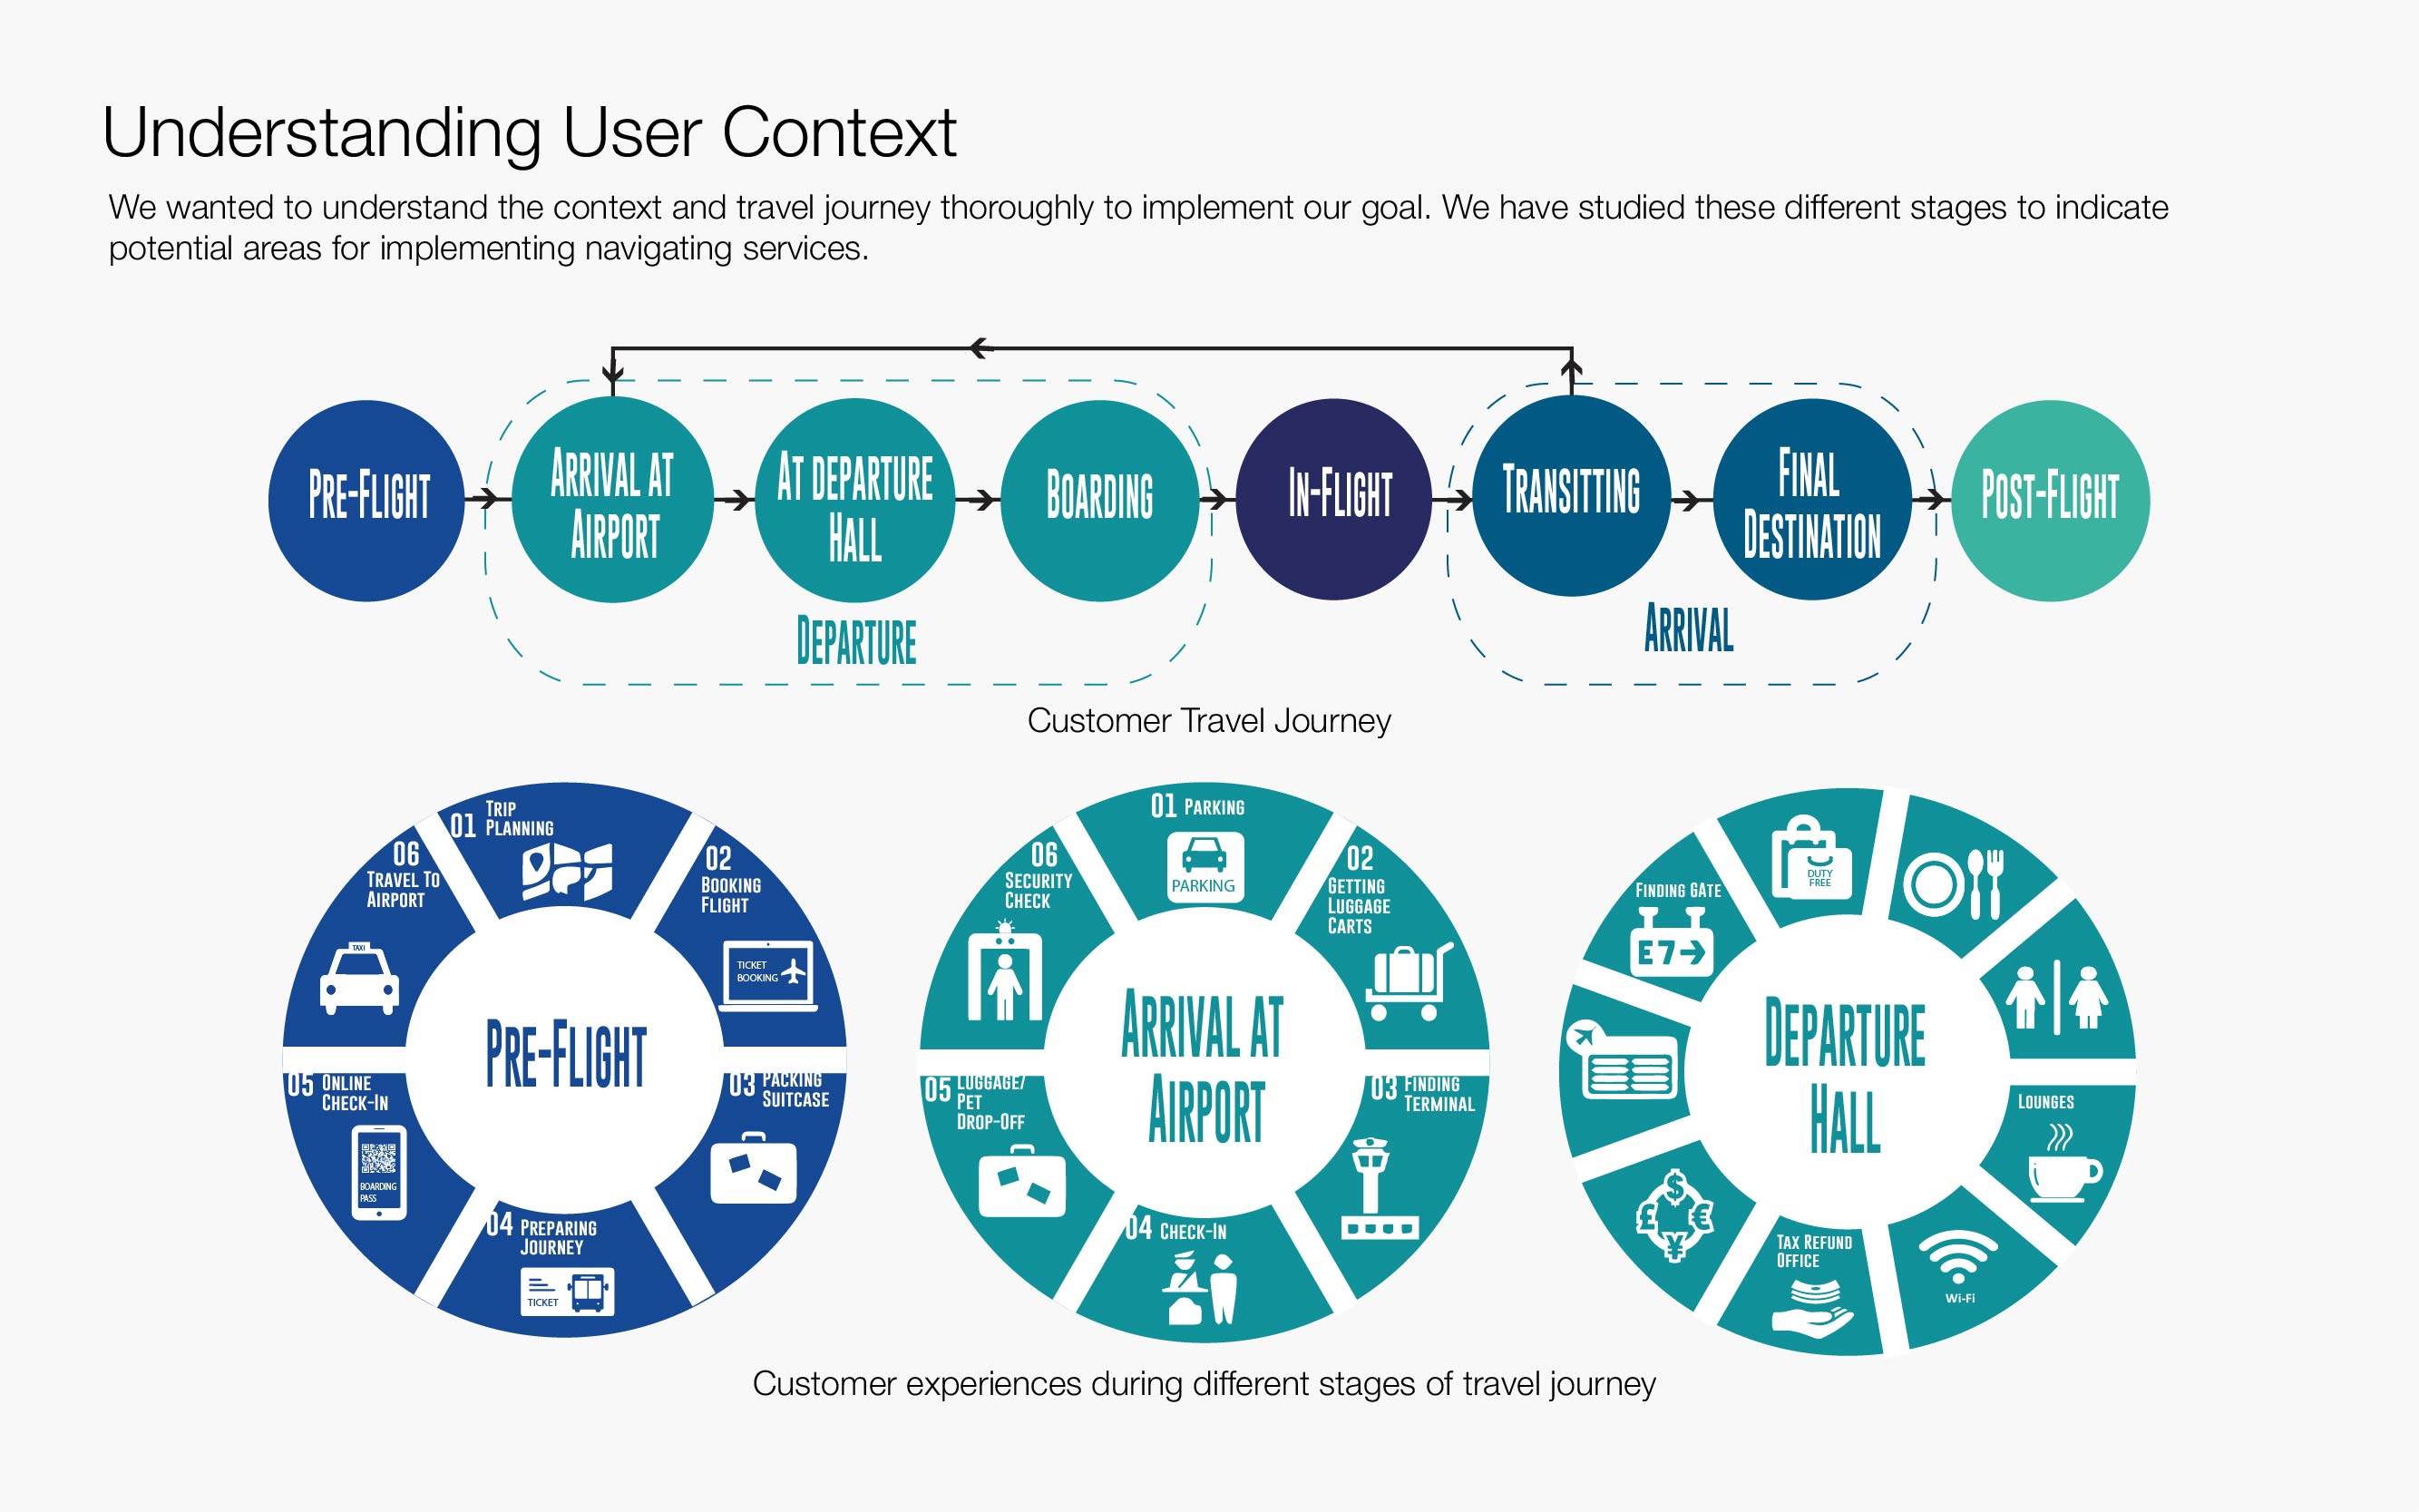 Understanding User Context
We wanted to understand the context and travel journey thoroughly to implement our goal. We have studied these different stages to indicate
potential areas for implementing navigating services.
PRE-FLIGHT
ARRIVAL AT
AIRPORT
AT DEPARTURE
HALL
BOARDING
IN-FLIGHT
TRANSITTING
FINAL
DESTINATION
POST-FLIGHT
DEPARTURE
ARRIVAL
Customer Travel Journey
PRE-FLIGHT
01 TRIP
PLANNING
02
BOOKING
FLIGHT
TICKET
BOOKING
03 PACKING
SUITCASE
04 PREPARING
JOURNEY
TICKET
05 ONLINE
CHECK-IN
BOARDING
PASS
06
TRAVEL TO
AIRPORT
TAXI
ARRIVAL AT
AIRPORT
01 PARKING
PARKING
02
GETTING
LUGGAGE
CARTS
03 FINDING
TERMINAL
04 CHECK-IN
05 LUGGAGE/
PET
DROP-OFF
06
SECURITY
CHECK
DEPARTURE
HALL
DUTY
FREE
LOUNGES
Wi-Fi
TAX REFUND
OFFICE
$
£ €
¥
FINDING GATE
E7→
Customer experiences during different stages of travel journey